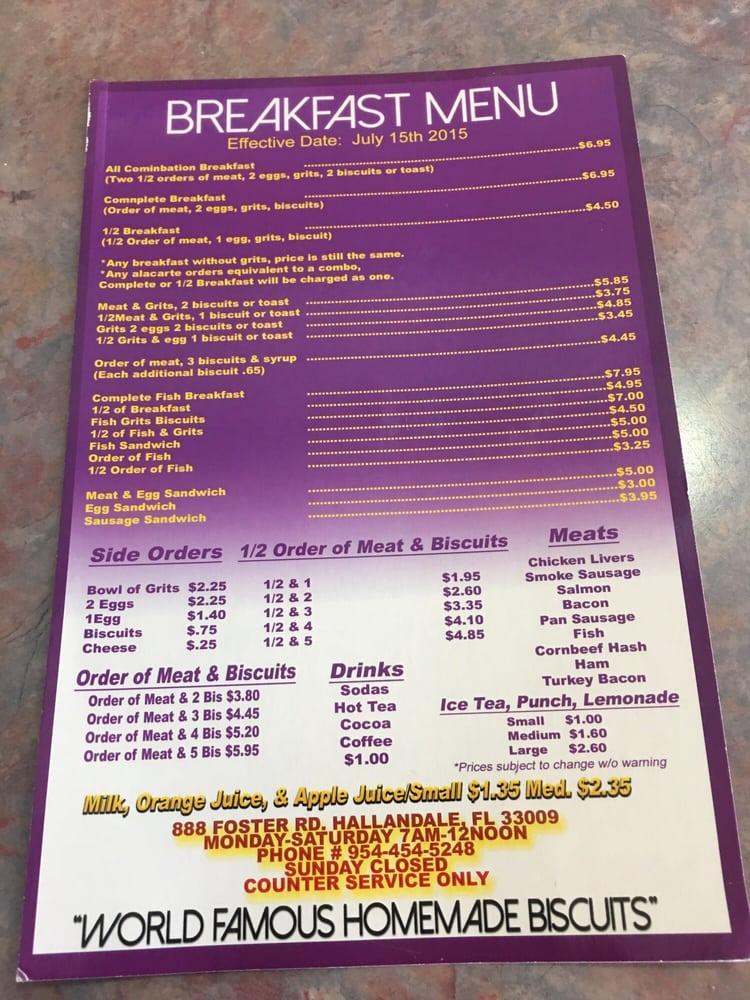 BREAKFAST MENU
Effective Date: July 15th 2015
All Cominbation Breakfast ........ $6.95
(Two 1/2 orders of meat, 2 eggs, grits, 2 biscuits or toast)
Comnplete Breakfast ........ $6.95
(Order of meat, 2 eggs, grits, biscuits)
1/2 Breakfast ........ $4.50
(1/2 Order of meat, 1 egg, grits, biscuit)
*Any breakfast without grits, price is still the same.
*Any alacarte orders equivalent to a combo,
Complete or 1/2 Breakfast will be charged as one.
Meat & Grits, 2 biscuits or toast ........ $5.85
1/2Meat & Grits, 1 biscuit or toast ........ $3.75
Grits 2 eggs 2 biscuits or toast ........ $4.85
1/2 Grits & egg 1 biscuit or toast ........ $3.45
Order of meat, 3 biscuits & syrup ........ $4.45
(Each additional biscuit .65)
Complete Fish Breakfast ........ $7.95
1/2 of Breakfast ........ $4.95
Fish Grits Biscuits ........ $7.00
1/2 of Fish & Grits ........ $4.50
Fish Sandwich ........ $5.00
Order of Fish ........ $5.00
1/2 Order of Fish ........ $3.25
Meat & Egg Sandwich ........ $5.00
Egg Sandwich ........ $3.00
Sausage Sandwich ........ $3.95
Side Orders
Bowl of Grits $2.25
2 Eggs $2.25
1Egg $1.40
Biscuits $.75
Cheese $.25
1/2 Order of Meat & Biscuits
1/2 & 1 $1.95
1/2 & 2 $2.60
1/2 & 3 $3.35
1/2 & 4 $4.10
1/2 & 5 $4.85
Meats
Chicken Livers
Smoke Sausage
Salmon
Bacon
Pan Sausage
Fish
Cornbeef Hash
Ham
Turkey Bacon
Order of Meat & Biscuits
Order of Meat & 2 Bis $3.80
Order of Meat & 3 Bis $4.45
Order of Meat & 4 Bis $5.20
Order of Meat & 5 Bis $5.95
Drinks
Sodas
Hot Tea
Cocoa
Coffee
$1.00
Ice Tea, Punch, Lemonade
Small $1.00
Medium $1.60
Large $2.60
*Prices subject to change w/o warning
Milk, Orange Juice, & Apple Juice/Small $1.35 Med. $2.35
888 FOSTER RD. HALLANDALE, FL 33009
MONDAY-SATURDAY 7AM-12NOON
PHONE # 954-454-5248
SUNDAY CLOSED
COUNTER SERVICE ONLY
"WORLD FAMOUS HOMEMADE BISCUITS"